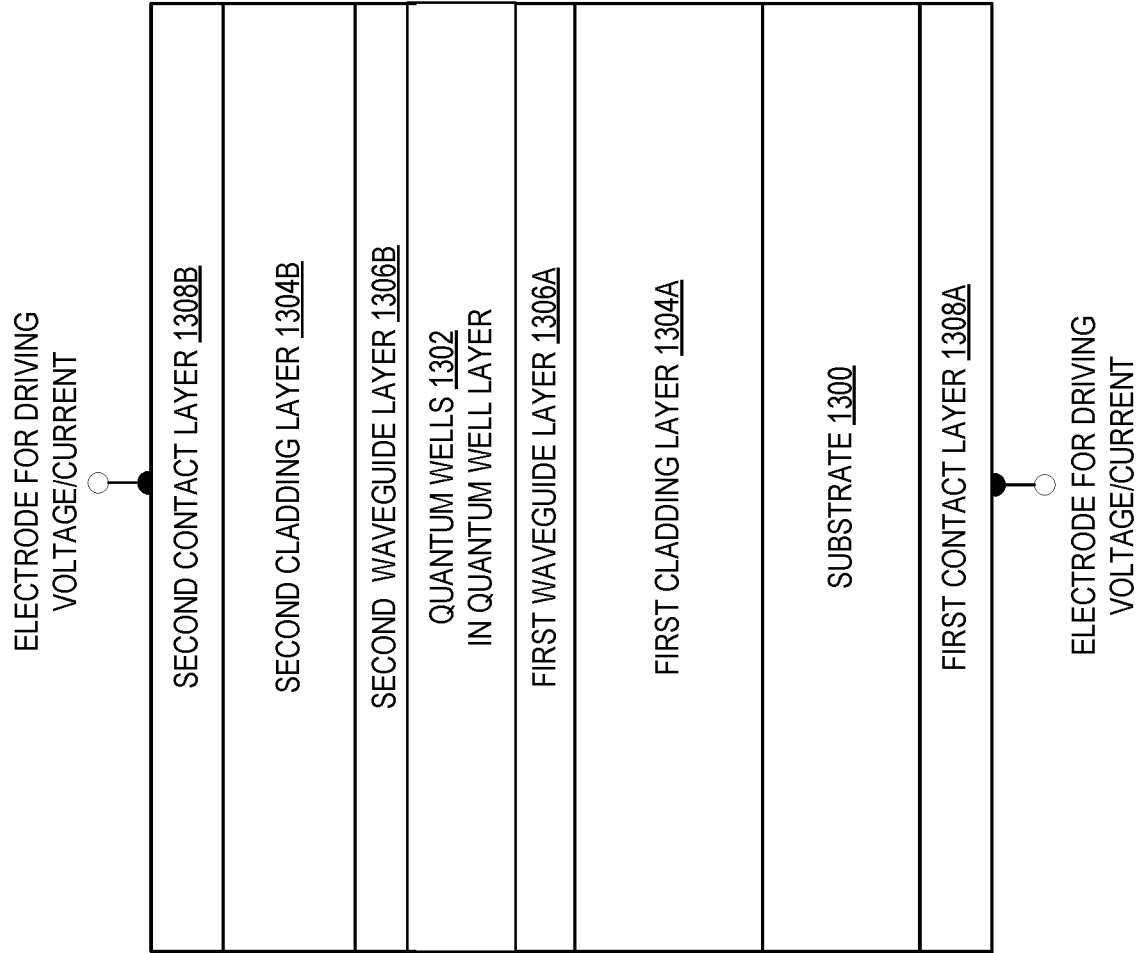 ELECTRODE FOR DRIVING
VOLTAGE/CURRENT
SECOND CONTACT LAYER 1308B
SECOND CLADDING LAYER 1304B
SECOND WAVEGUIDE LAYER 1306B
QUANTUM WELLS 1302
IN QUANTUM WELL LAYER
FIRST WAVEGUIDE LAYER 1306A
FIRST CLADDING LAYER 1304A
SUBSTRATE 1300
FIRST CONTACT LAYER 1308A
ELECTRODE FOR DRIVING
VOLTAGE/CURRENT